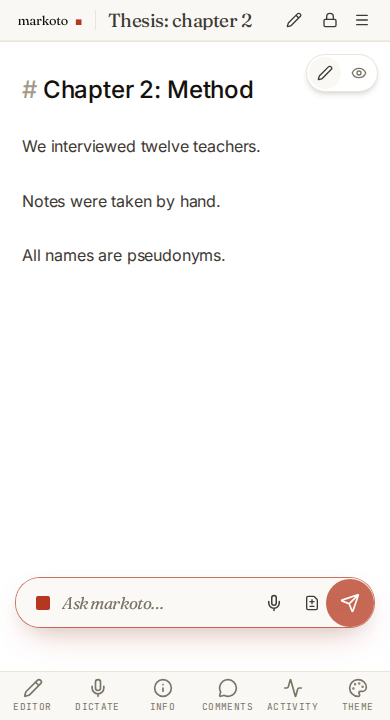 markoto
Thesis: chapter 2
# Chapter 2: Method
We interviewed twelve teachers.
Notes were taken by hand.
All names are pseudonyms.
Ask markoto...
EDITOR DICTATE INFO COMMENTS ACTIVITY THEME